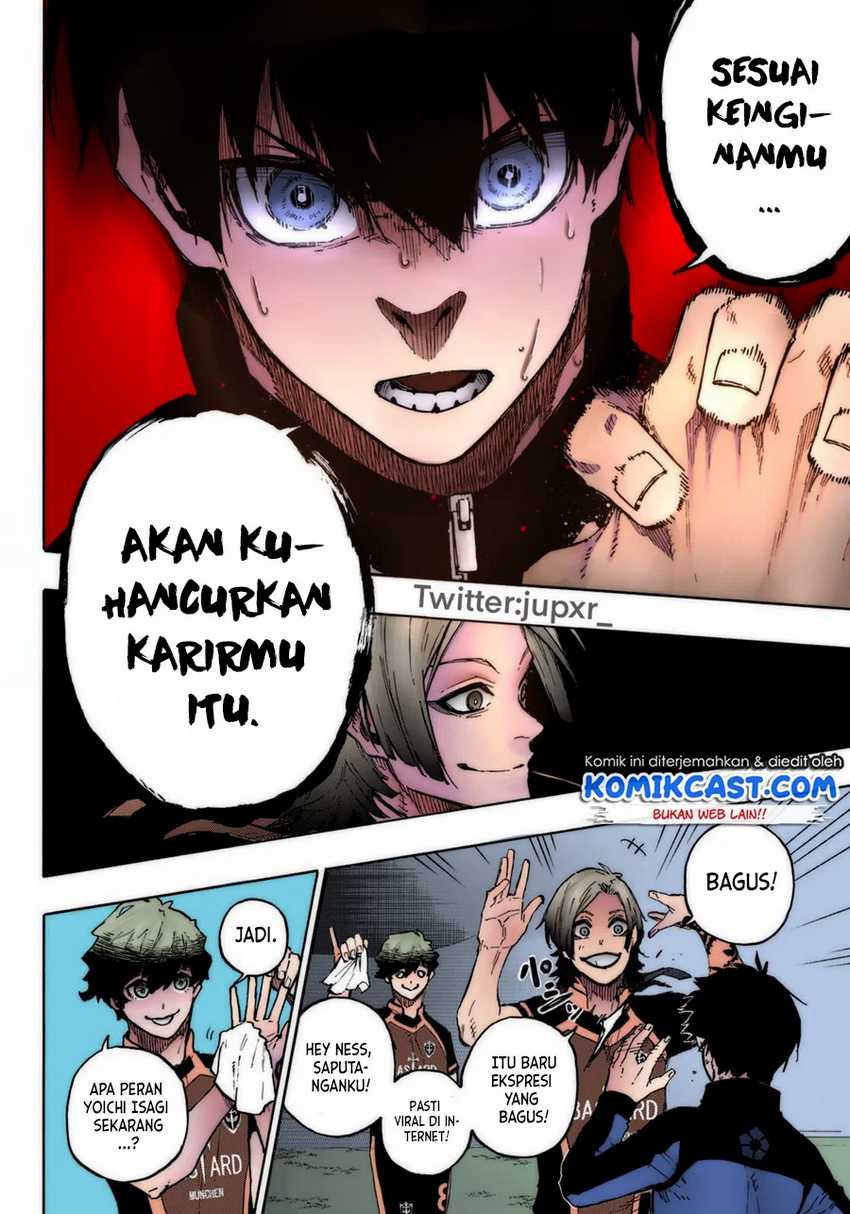 SESUAI
KEINGI-
NANMU
...
AKAN KU-
HANCURKAN
KARIRMU
ITU.
Twitter:jupxr_
Komik ini diterjemahkan & diedit oleh
KOMIKCAST.COM
BUKAN WEB LAIN!!
BAGUS!
ITU BARU
EKSPRESI
YANG
BAGUS!
PASTI
VIRAL DI IN-
TERNET!
HEY NESS,
SAPUTA-
NGANKU!
BASTARD
JADI.
APA PERAN
YOICHI ISAGI
SEKARANG
...?
MÜNCHEN